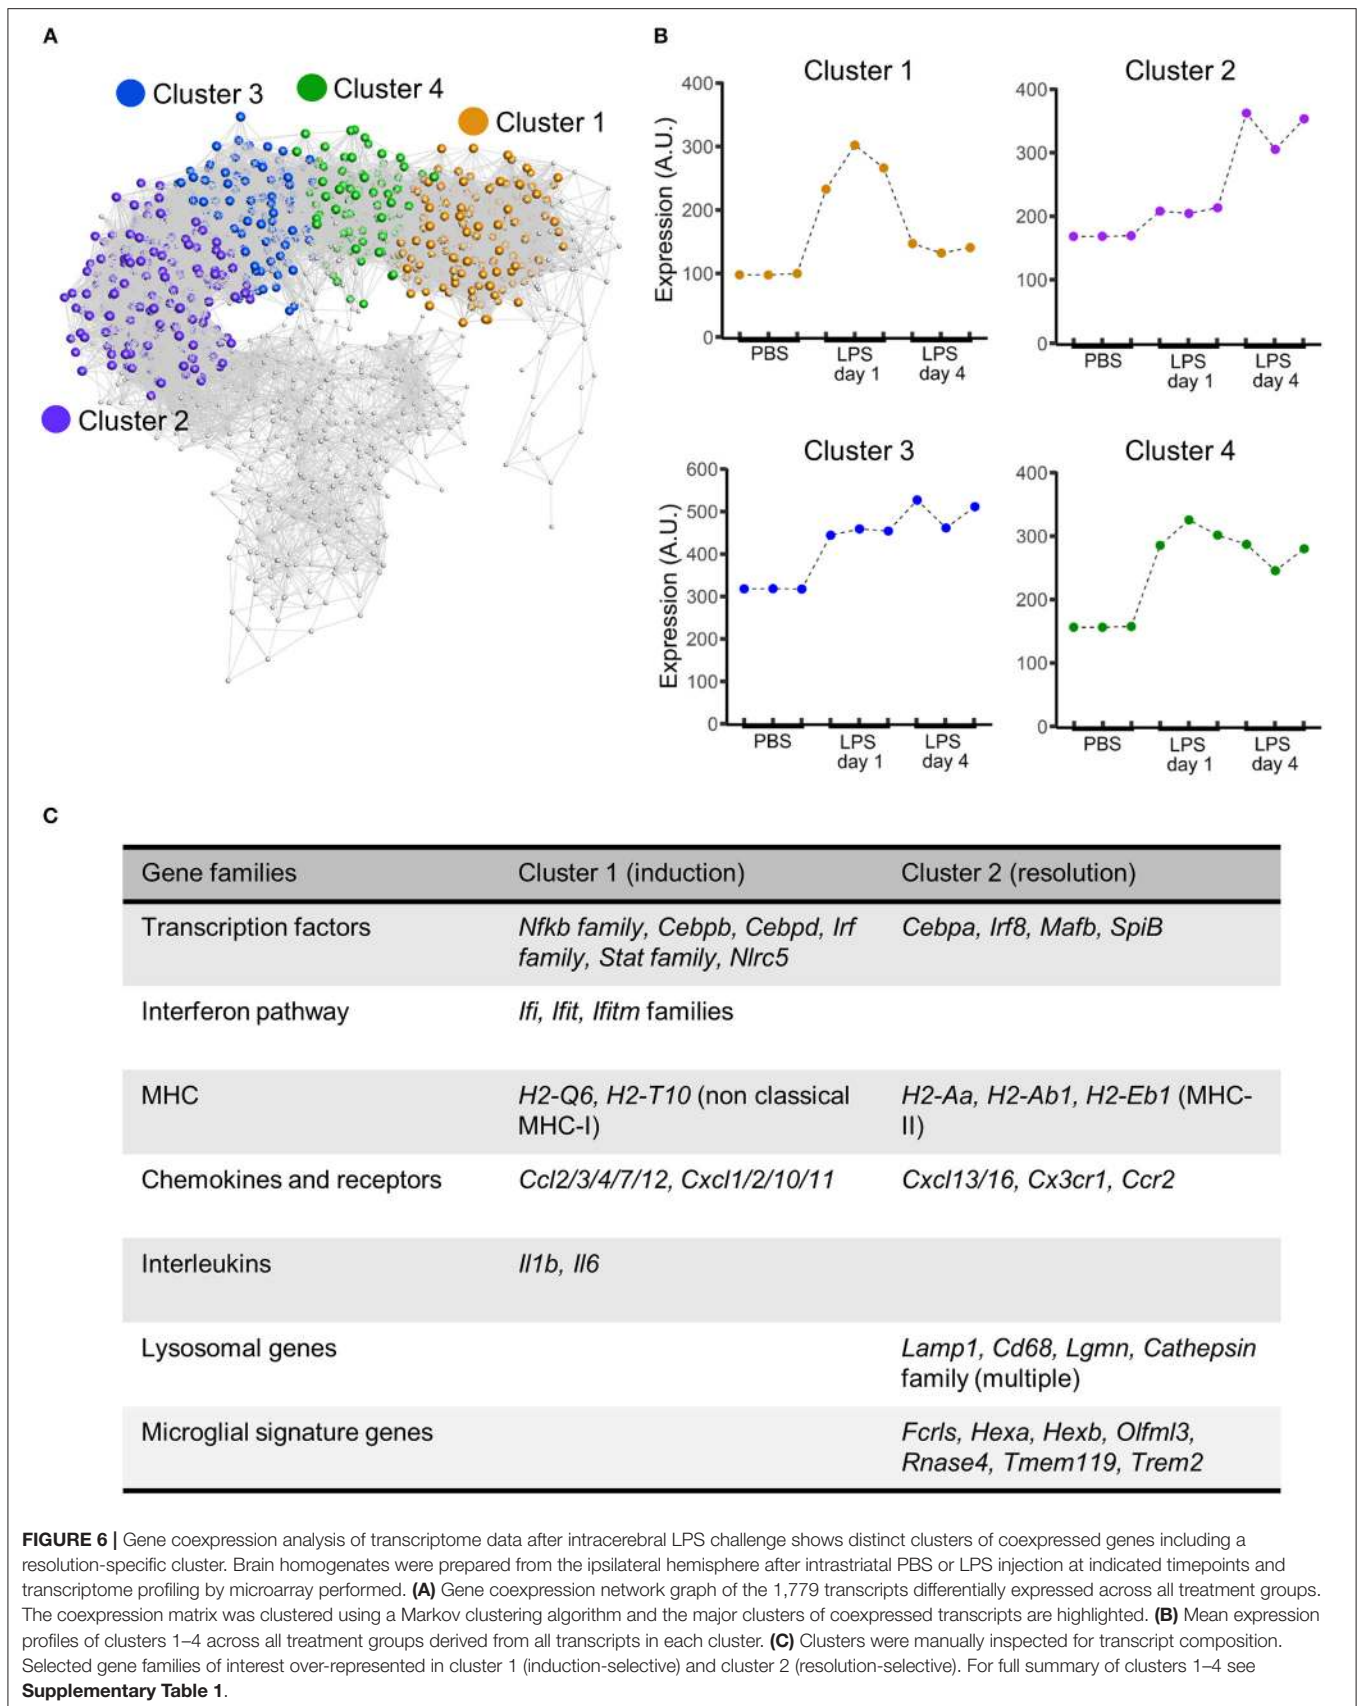 A
Cluster 3
Cluster 4
Cluster 1
Cluster 2
B
Cluster 1
Expression (A.U.)
400
300
200
100
0
PBS
LPS
day 1
LPS
day 4
Cluster 2
400
300
200
100
0
PBS
LPS
day 1
LPS
day 4
Cluster 3
Expression (A.U.)
600
500
400
300
200
100
0
PBS
LPS
day 1
LPS
day 4
Cluster 4
400
300
200
100
0
PBS
LPS
day 1
LPS
day 4
C
Gene families Cluster 1 (induction) Cluster 2 (resolution)
Transcription factors Nfkb family, Cebpb, Cebpd, Irf Cebpa, Irf8, Mafb, SpiB
family, Stat family, Nlrc5
Interferon pathway Ifi, Ifit, Ifitm families
MHC H2-Q6, H2-T10 (non classical H2-Aa, H2-Ab1, H2-Eb1 (MHC-
MHC-I) II)
Chemokines and receptors Ccl2/3/4/7/12, Cxcl1/2/10/11 Cxcl13/16, Cx3cr1, Ccr2
Interleukins Il1b, Il6
Lysosomal genes Lamp1, Cd68, Lgmn, Cathepsin
family (multiple)
Microglial signature genes Fcrls, Hexa, Hexb, Olfml3,
Rnase4, Tmem119, Trem2
FIGURE 6 | Gene coexpression analysis of transcriptome data after intracerebral LPS challenge shows distinct clusters of coexpressed genes including a
resolution-specific cluster. Brain homogenates were prepared from the ipsilateral hemisphere after intrastriatal PBS or LPS injection at indicated timepoints and
transcriptome profiling by microarray performed. (A) Gene coexpression network graph of the 1,779 transcripts differentially expressed across all treatment groups.
The coexpression matrix was clustered using a Markov clustering algorithm and the major clusters of coexpressed transcripts are highlighted. (B) Mean expression
profiles of clusters 1–4 across all treatment groups derived from all transcripts in each cluster. (C) Clusters were manually inspected for transcript composition.
Selected gene families of interest over-represented in cluster 1 (induction-selective) and cluster 2 (resolution-selective). For full summary of clusters 1–4 see
Supplementary Table 1.